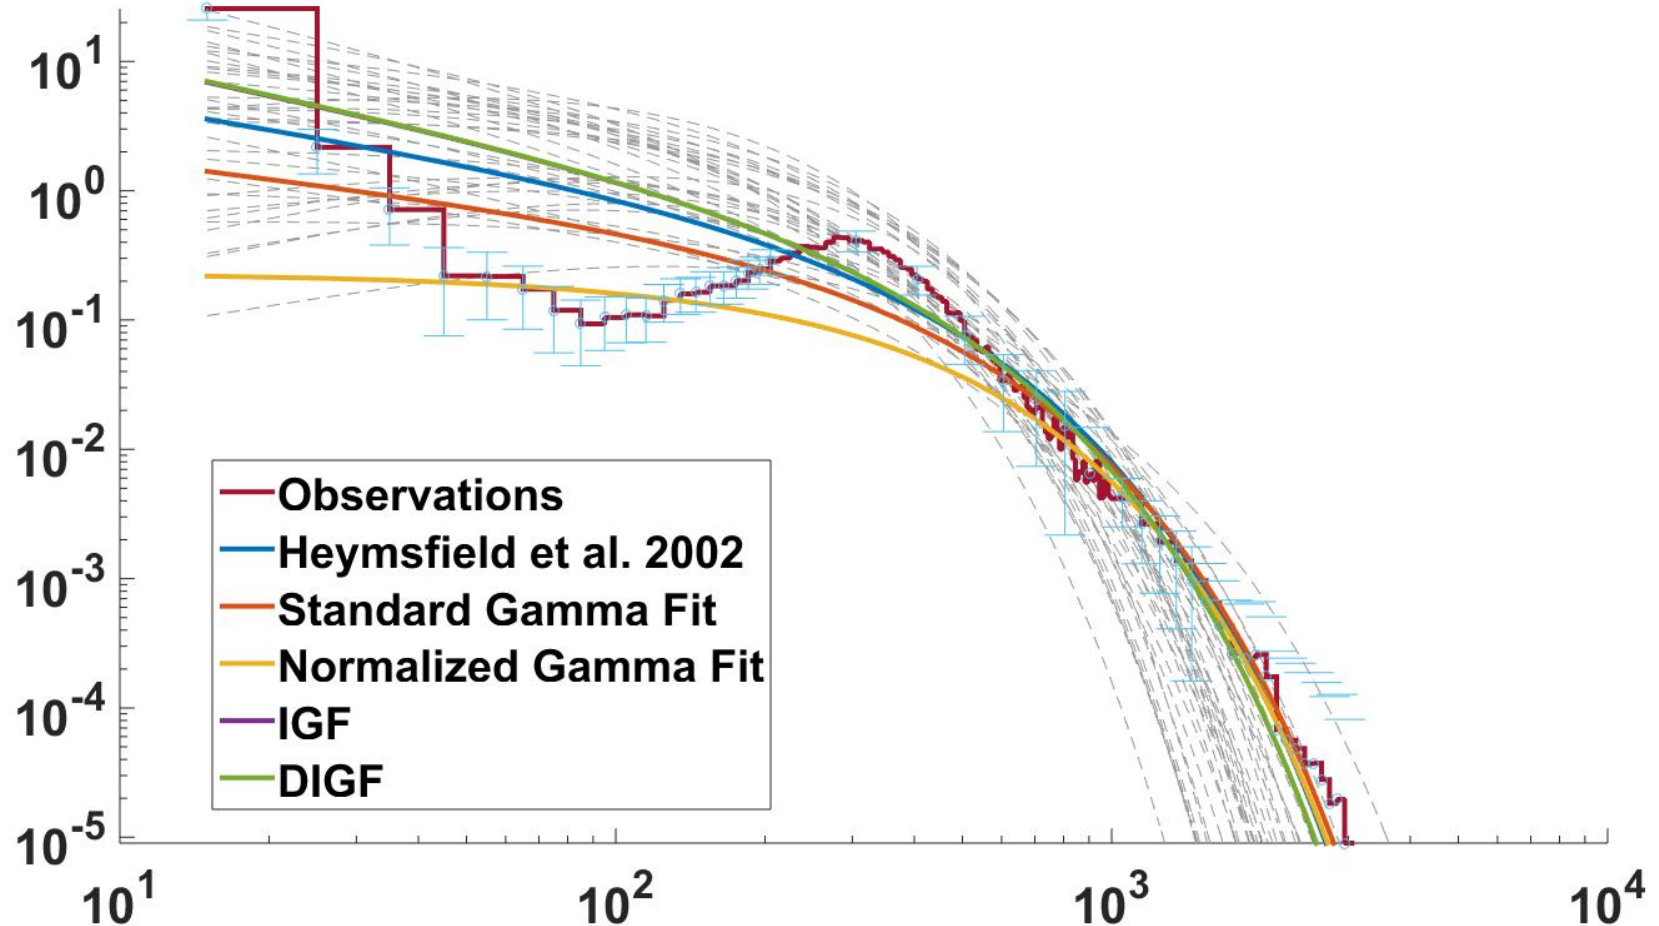 10^1
10^0
10^-1
10^-2
10^-3
10^-4
10^-5
Observations
Heymsfield et al. 2002
Standard Gamma Fit
Normalized Gamma Fit
IGF
DIGF
10^1 10^2 10^3 10^4